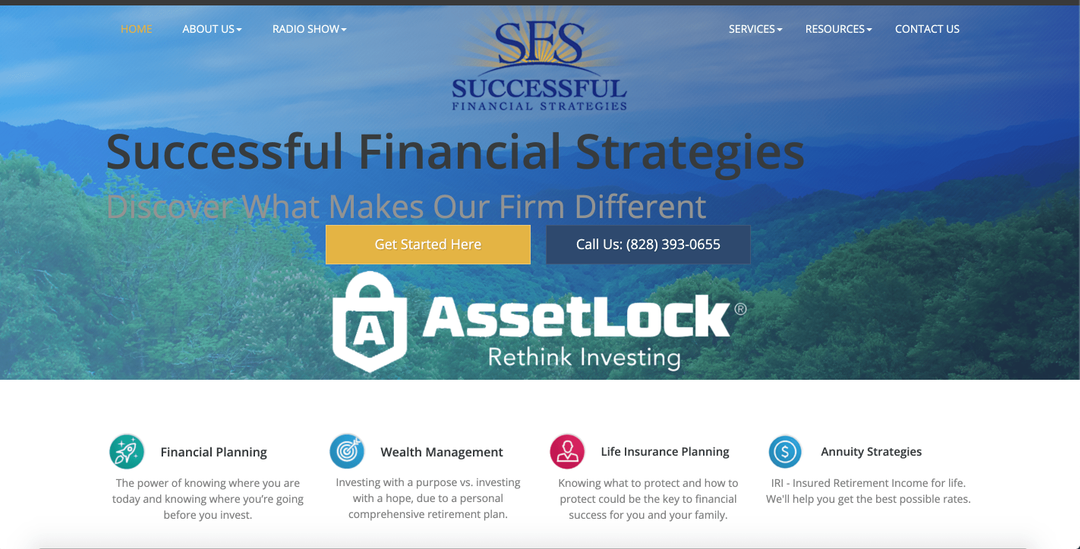 HOME
ABOUT US
RADIO SHOW
SERVICES
RESOURCES
CONTACT US
SFS
SUCCESSFUL
FINANCIAL STRATEGIES
Successful Financial Strategies
Discover What Makes Our Firm Different
Get Started Here
Call Us: (828) 393-0655
A
AssetLock®
Rethink Investing
Financial Planning
The power of knowing where you are
today and knowing where you're going
before you invest.
Wealth Management
Investing with a purpose vs. investing
with a hope, due to a personal
comprehensive retirement plan.
Life Insurance Planning
Knowing what to protect and how to
protect could be the key to financial
success for you and your family.
$
Annuity Strategies
IRI - Insured Retirement Income for life.
We'll help you get the best possible rates.